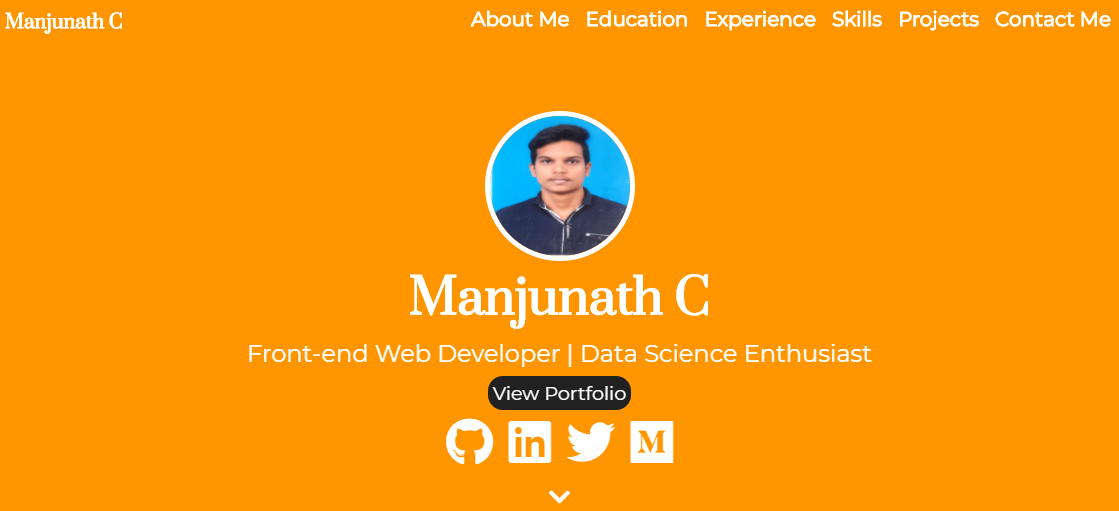 Manjunath C
About Me Education Experience Skills Projects Contact Me
Manjunath C
Front-end Web Developer | Data Science Enthusiast
View Portfolio
in
M